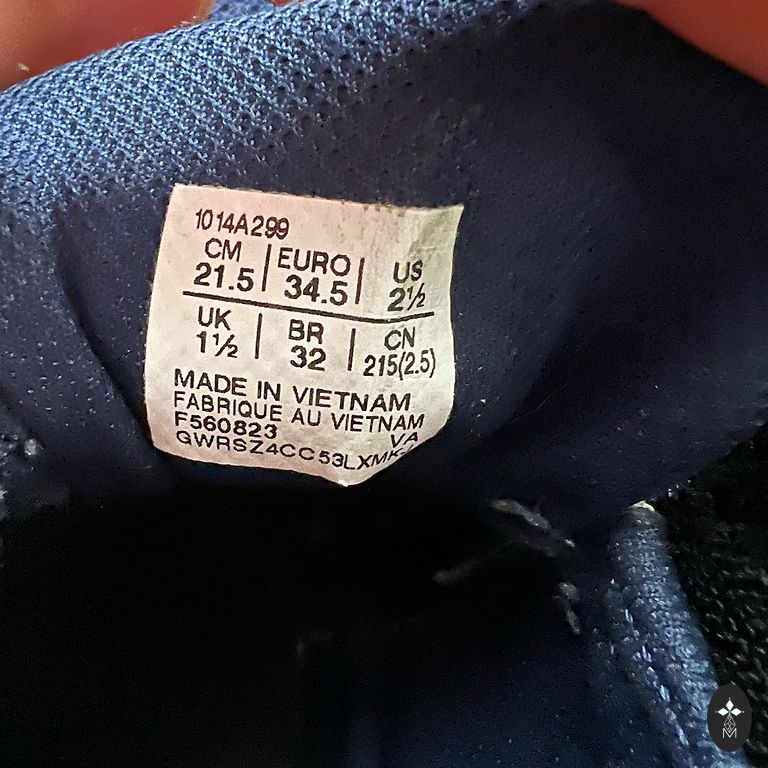 1014A299
CM EURO US
21.5 34.5 2½
UK BR CN
1½ 32 215(2.5)
MADE IN VIETNAM
FABRIQUE AU VIETNAM
F560823 VA
GWRSZ4CC53LXMK
M